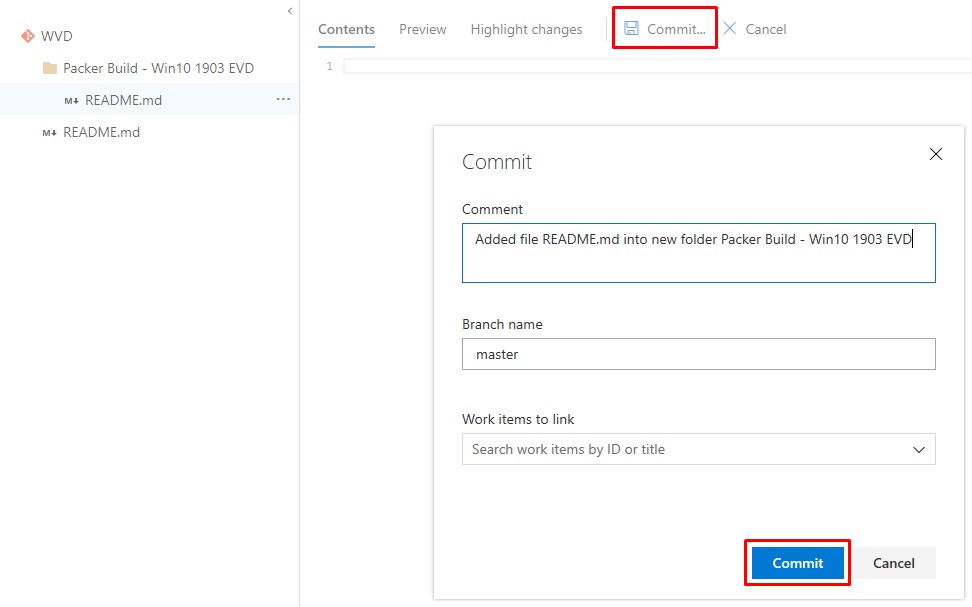 WVD
Packer Build - Win10 1903 EVD
M↓ README.md ...
M↓ README.md
Contents Preview Highlight changes Commit... Cancel
1
Commit
Comment
Added file README.md into new folder Packer Build - Win10 1903 EVD
Branch name
master
Work items to link
Search work items by ID or title
Commit Cancel